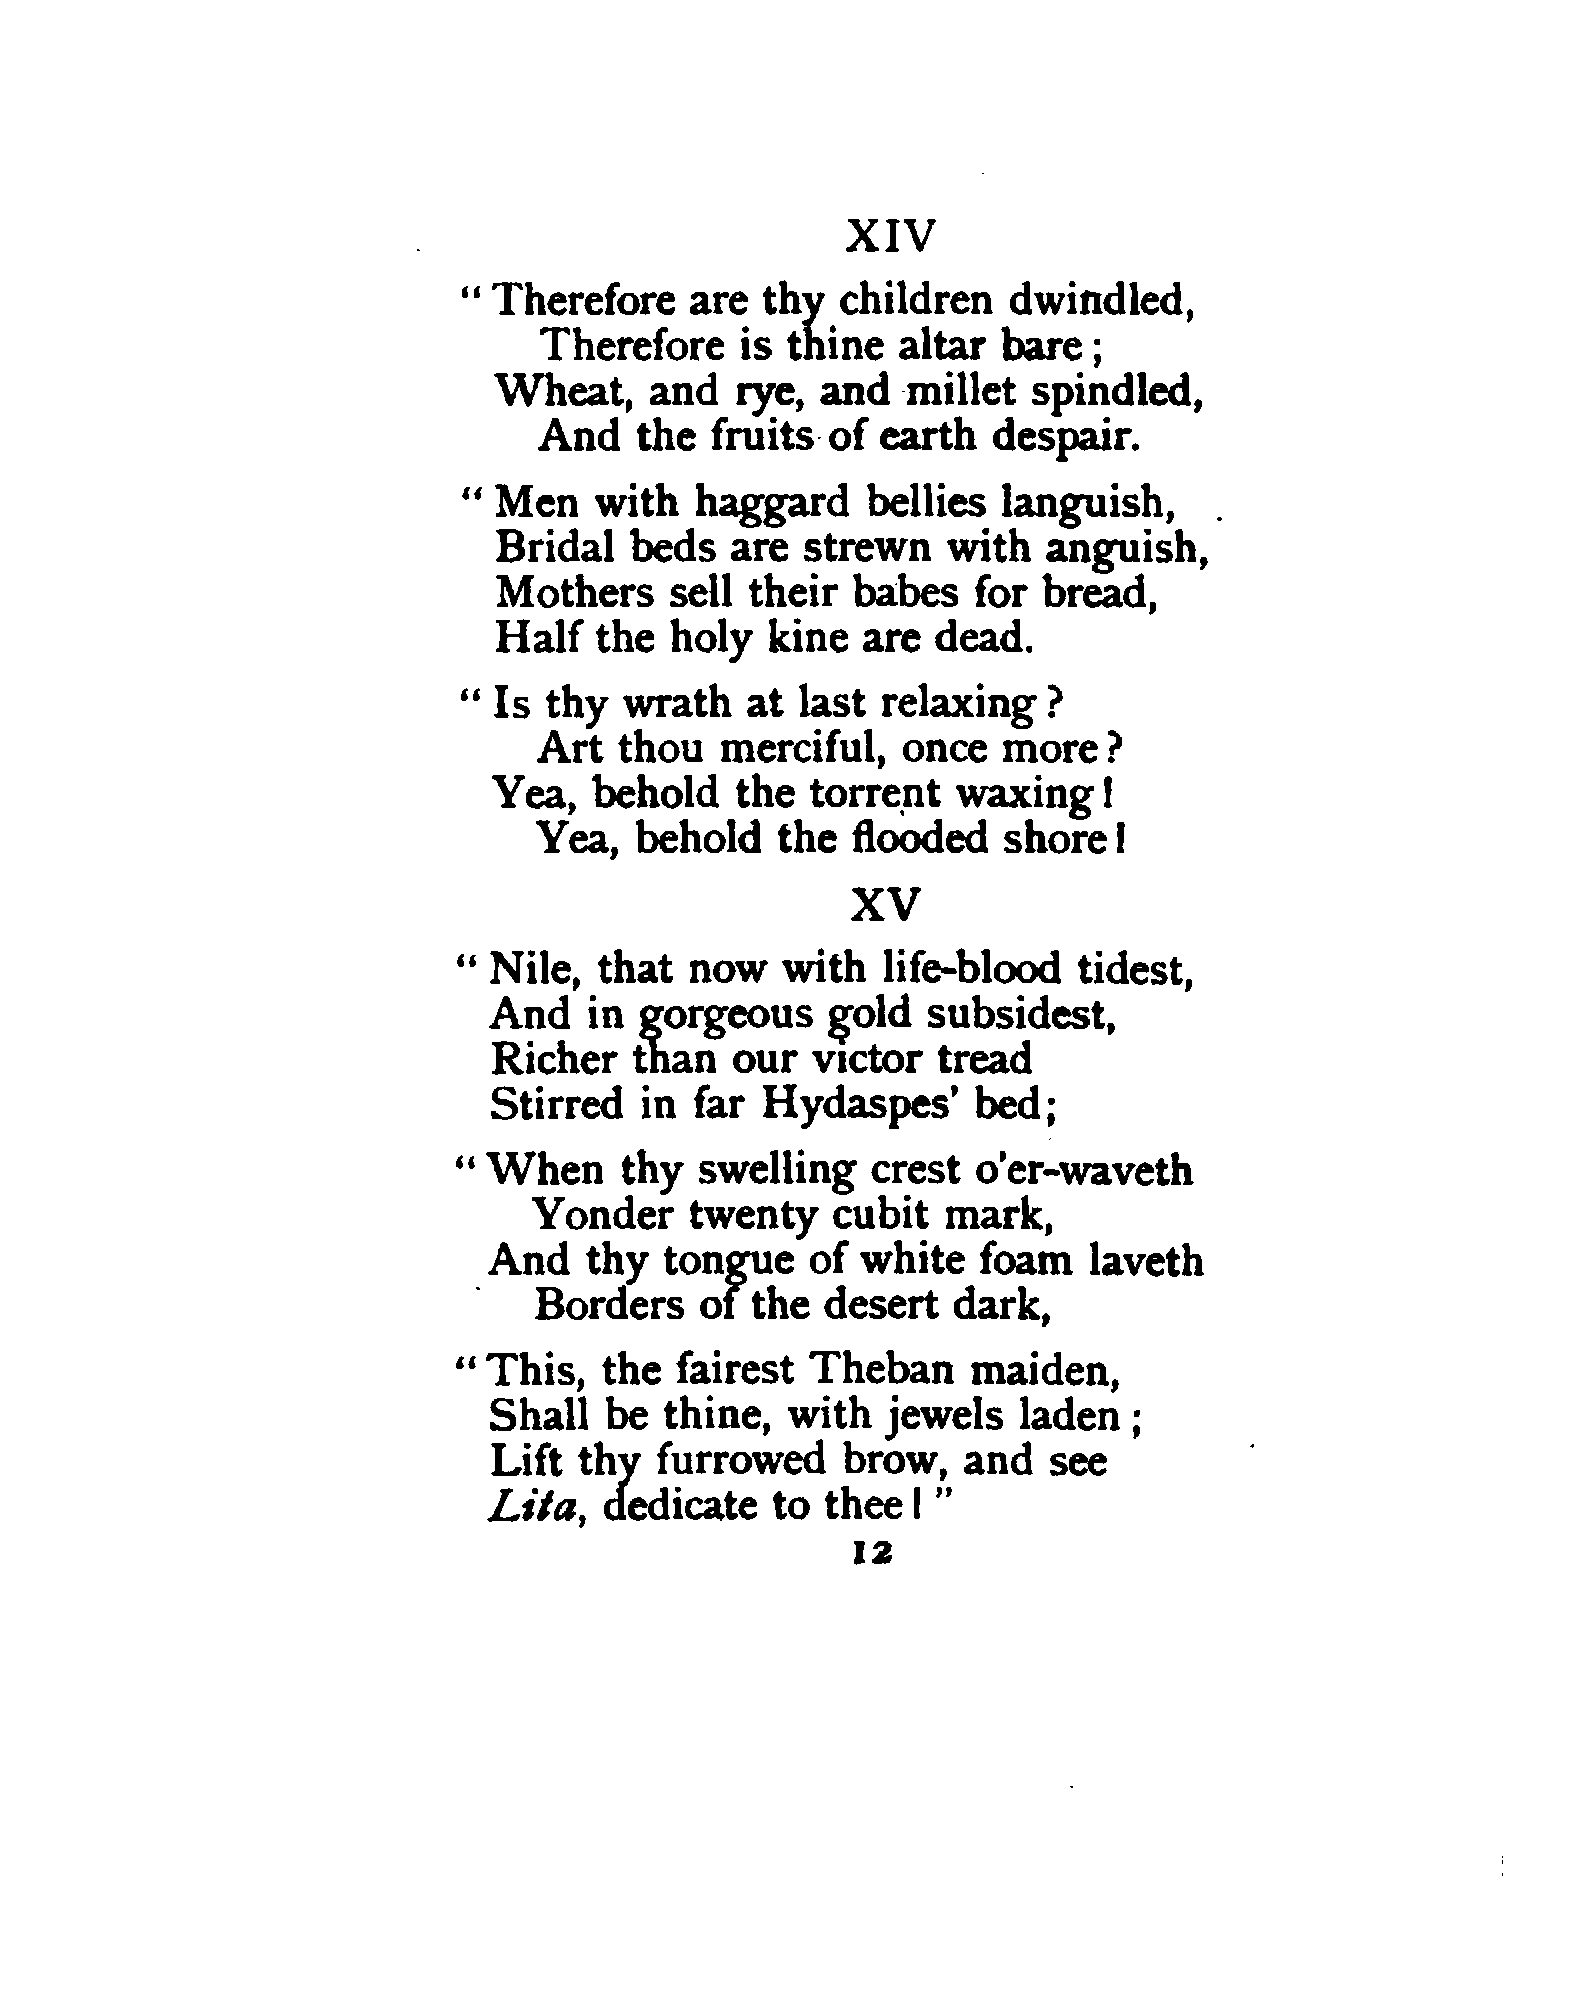 XIV
“ Therefore are thy children dwindled,
Therefore is thine altar bare ;
Wheat, and rye, and millet spindled,
And the fruits of earth despair.
“ Men with haggard bellies languish,
Bridal beds are strewn with anguish,
Mothers sell their babes for bread,
Half the holy kine are dead.
“ Is thy wrath at last relaxing ?
Art thou merciful, once more ?
Yea, behold the torrent waxing !
Yea, behold the flooded shore !
XV
“ Nile, that now with life-blood tidest,
And in gorgeous gold subsidest,
Richer than our victor tread
Stirred in far Hydaspes’ bed ;
“ When thy swelling crest o’er-waveth
Yonder twenty cubit mark,
And thy tongue of white foam laveth
Borders of the desert dark,
“ This, the fairest Theban maiden,
Shall be thine, with jewels laden ;
Lift thy furrowed brow, and see
Lita, dedicate to thee ! ”
12